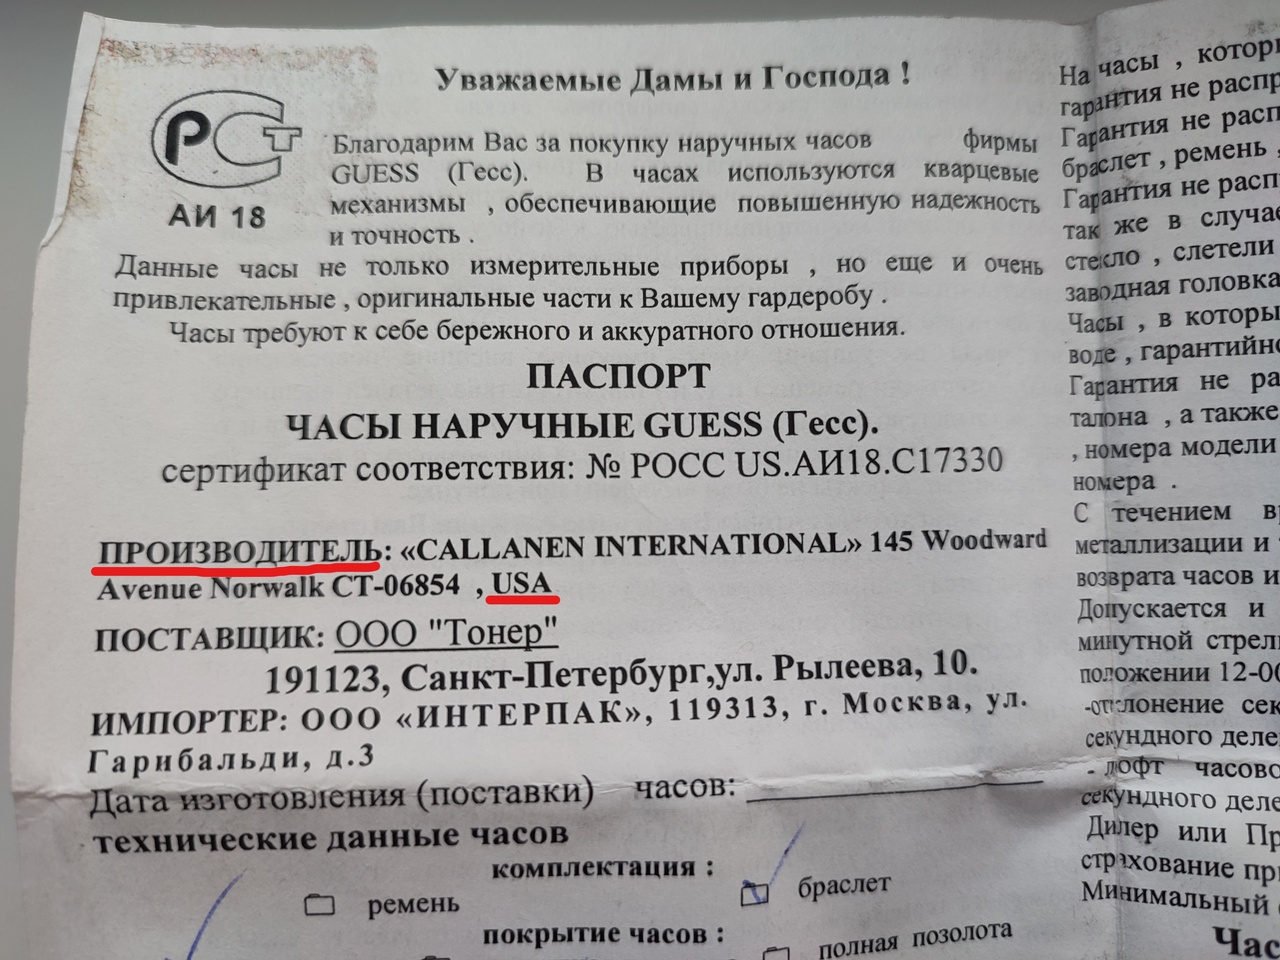 Уважаемые Дамы и Господа !
РСТ
АИ 18
Благодарим Вас за покупку наручных часов фирмы
GUESS (Гесс). В часах используются кварцевые
механизмы , обеспечивающие повышенную надежность
и точность .
Данные часы не только измерительные приборы , но еще и очень
привлекательные , оригинальные части к Вашему гардеробу .
Часы требуют к себе бережного и аккуратного отношения.
ПАСПОРТ
ЧАСЫ НАРУЧНЫЕ GUESS (Гесс).
сертификат соответствия: № РОСС US.АИ18.С17330
ПРОИЗВОДИТЕЛЬ: «CALLANEN INTERNATIONAL» 145 Woodward
Avenue Norwalk CT-06854 , USA
ПОСТАВЩИК: ООО "Тонер"
191123, Санкт-Петербург,ул. Рылеева, 10.
ИМПОРТЕР: ООО «ИНТЕРПАК», 119313, г. Москва, ул.
Гарибальди, д.3
Дата изготовления (поставки) часов:
технические данные часов
комплектация :
ремень
браслет
покрытие часов :
полная позолота
На часы , котор
гарантия не распр
Гарантия не расп
браслет , ремень ,
Гарантия не расп
так же в случае
стекло , слетели
заводная головка
Часы , в которы
воде , гарантийно
Гарантия не ра
талона , а также
, номера модели
номера .
С течением в
металлизации и
возврата часов и
Допускается и
минутной стрел
положении 12-0
-отклонение сек
секундного деле
- люфт часово
секундного деле
Дилер или Пр
страхование при
Минимальный
Час